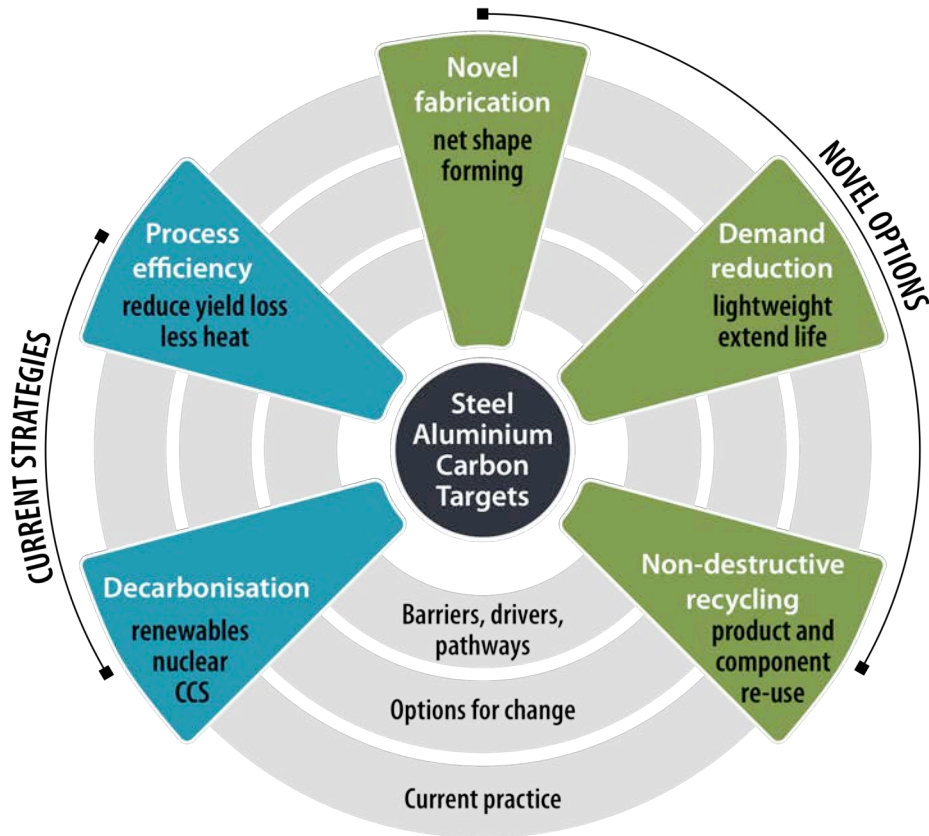 Novel
fabrication
net shape
forming
NOVEL OPTIONS
Process
efficiency
reduce yield loss
less heat
Demand
reduction
lightweight
extend life
CURRENT STRATEGIES
Steel
Aluminium
Carbon
Targets
Decarbonisation
renewables
nuclear
CCS
Non-destructive
recycling
product and
component
re-use
Barriers, drivers,
pathways
Options for change
Current practice